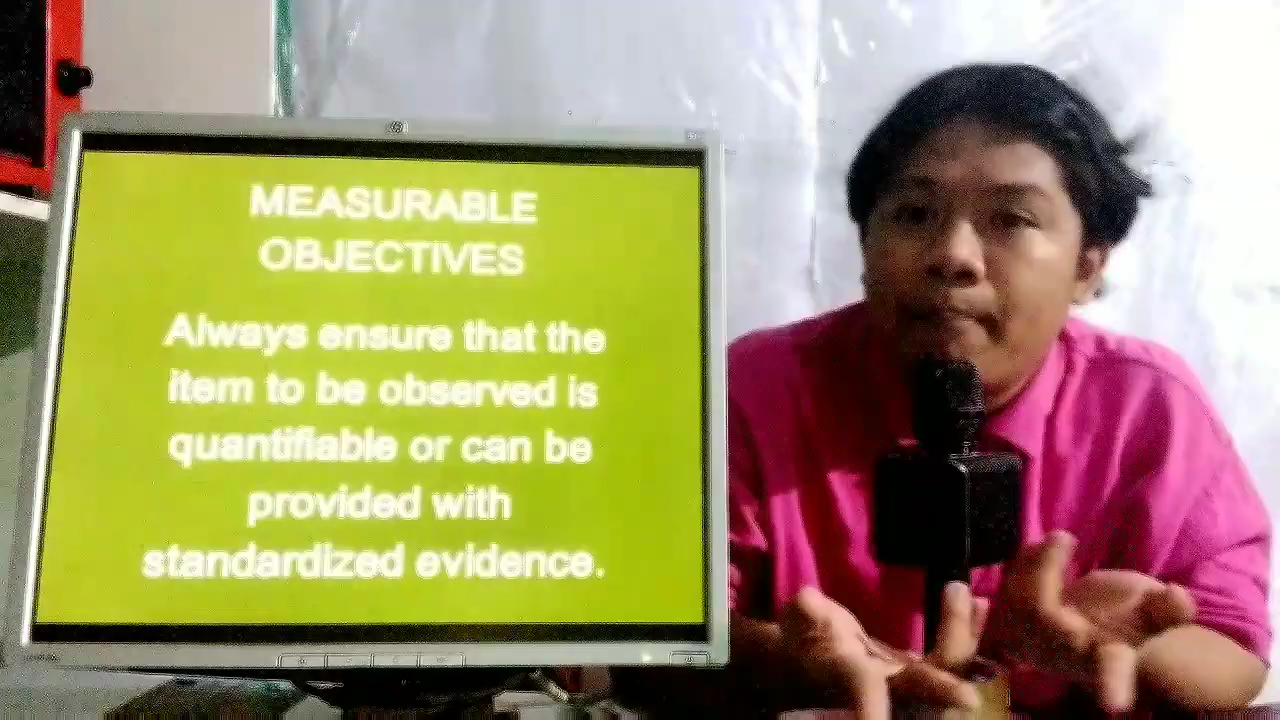 MEASURABLE
OBJECTIVES
Always ensure that the
item to be observed is
quantifiable or can be
provided with
standardized evidence.